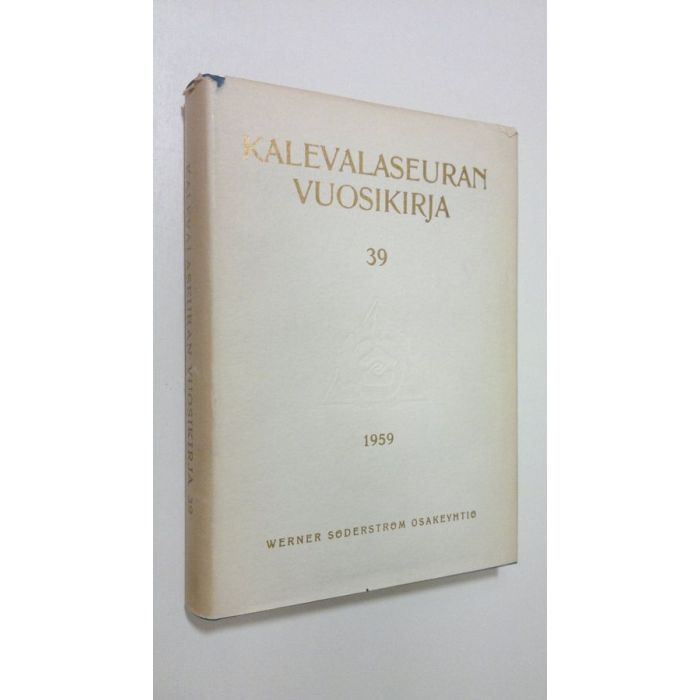 KALEVALASEURAN
VUOSIKIRJA
39
1959
WERNER SÖDERSTRÖM OSAKEYHTIÖ
KALEVALASEURAN VUOSIKIRJA 39